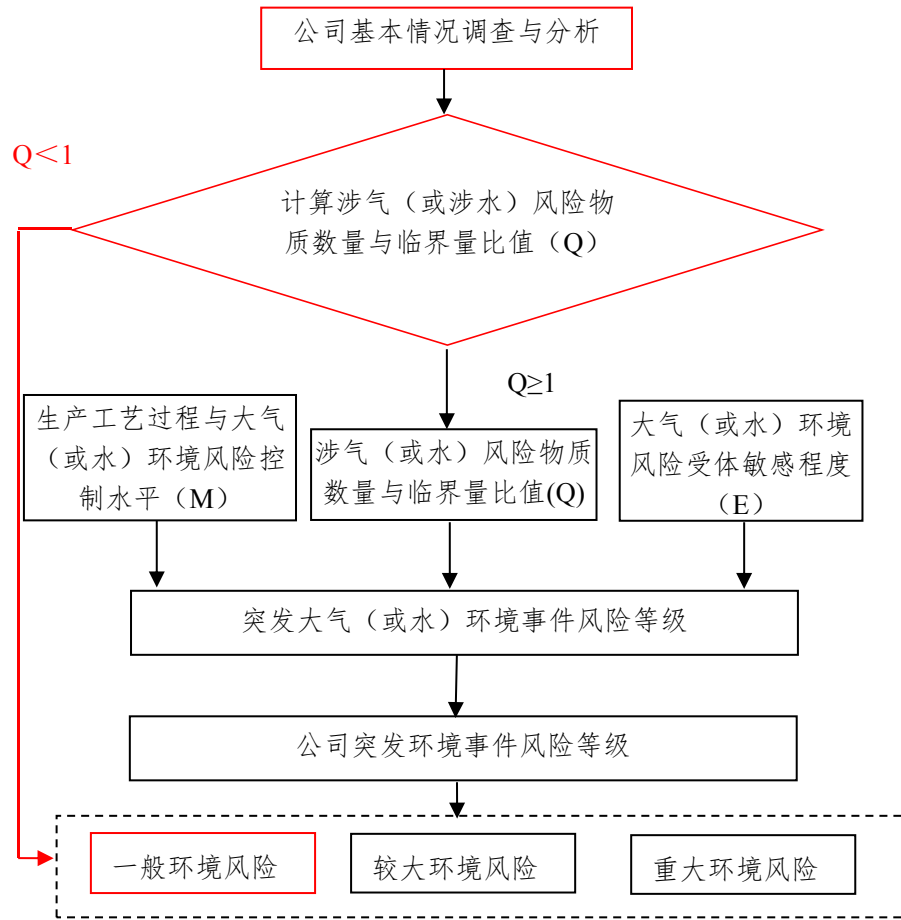 公司基本情况调查与分析
Q＜1
计算涉气（或涉水）风险物
质数量与临界量比值（Q）
Q≥1
生产工艺过程与大气
（或水）环境风险控
制水平（M）
涉气（或水）风险物质
数量与临界量比值(Q)
大气（或水）环境
风险受体敏感程度
（E）
突发大气（或水）环境事件风险等级
公司突发环境事件风险等级
一般环境风险
较大环境风险
重大环境风险